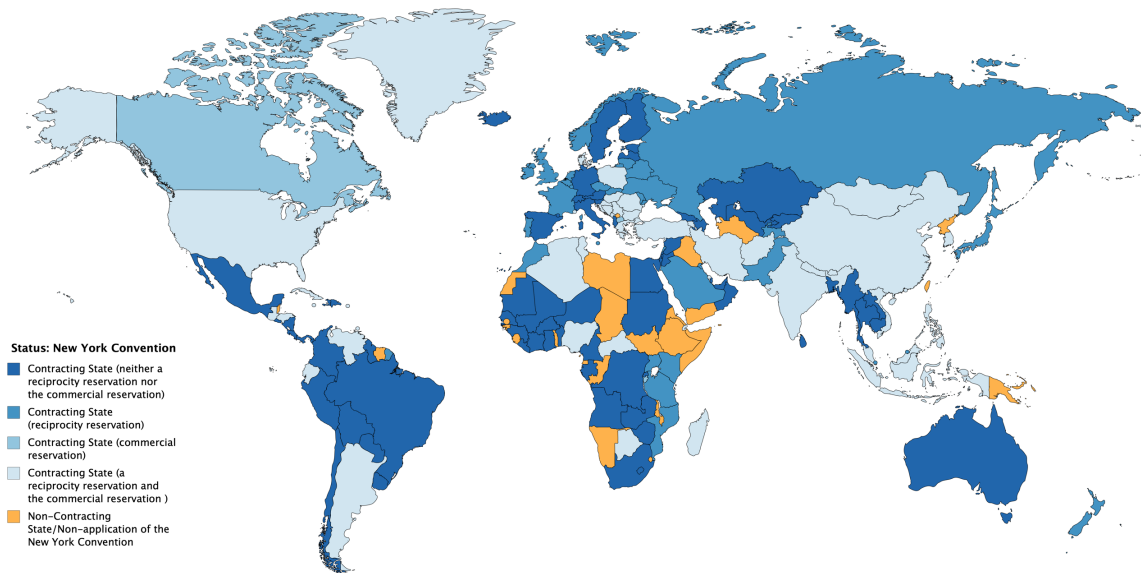 Status: New York Convention
Contracting State (neither a
reciprocity reservation nor
the commercial reservation)
Contracting State
(reciprocity reservation)
Contracting State (commercial
reservation)
Contracting State (a
reciprocity reservation and
the commercial reservation )
Non-Contracting
State/Non-application of the
New York Convention